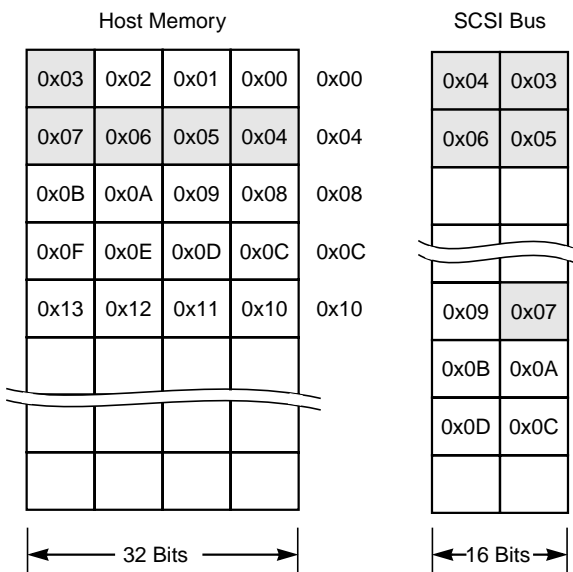 Host Memory
SCSI Bus
0x03 0x02 0x01 0x00 0x00
0x07 0x06 0x05 0x04 0x04
0x0B 0x0A 0x09 0x08 0x08
0x0F 0x0E 0x0D 0x0C 0x0C
0x13 0x12 0x11 0x10 0x10
32 Bits
0x04 0x03
0x06 0x05
0x09 0x07
0x0B 0x0A
0x0D 0x0C
16 Bits